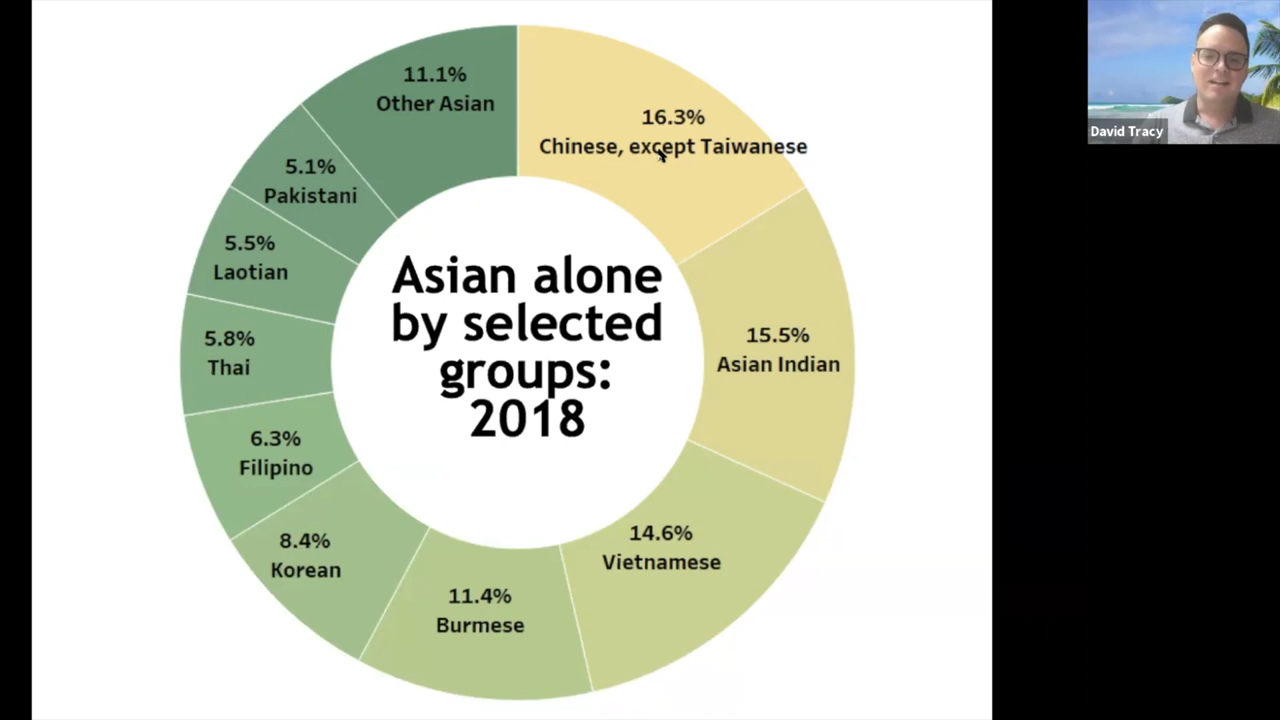 11.1%
Other Asian
16.3%
Chinese, except Taiwanese
5.1%
Pakistani
5.5%
Laotian
5.8%
Thai
6.3%
Filipino
8.4%
Korean
11.4%
Burmese
14.6%
Vietnamese
15.5%
Asian Indian
Asian alone
by selected
groups:
2018
David Tracy